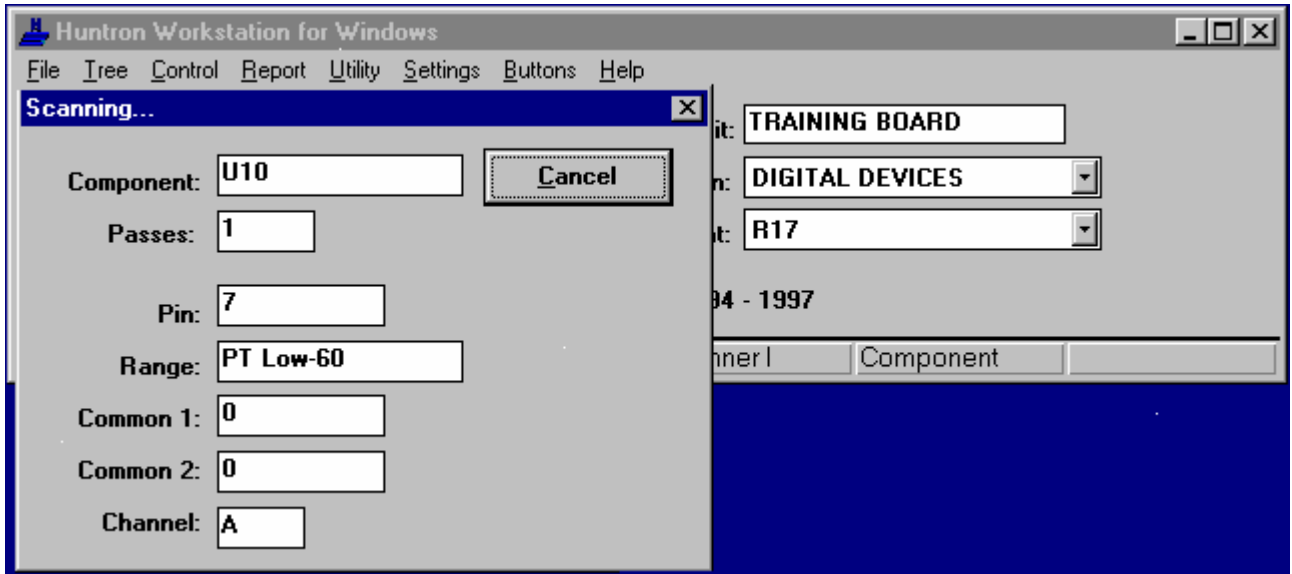 Huntron Workstation for Windows
File Tree Control Report Utility Settings Buttons Help
Scanning...
Component: U10
Cancel
Passes: 1
Pin: 7
Range: PT Low-60
Common 1: 0
Common 2: 0
Channel: A
it: TRAINING BOARD
n: DIGITAL DEVICES
t: R17
94 - 1997
nner I
Component